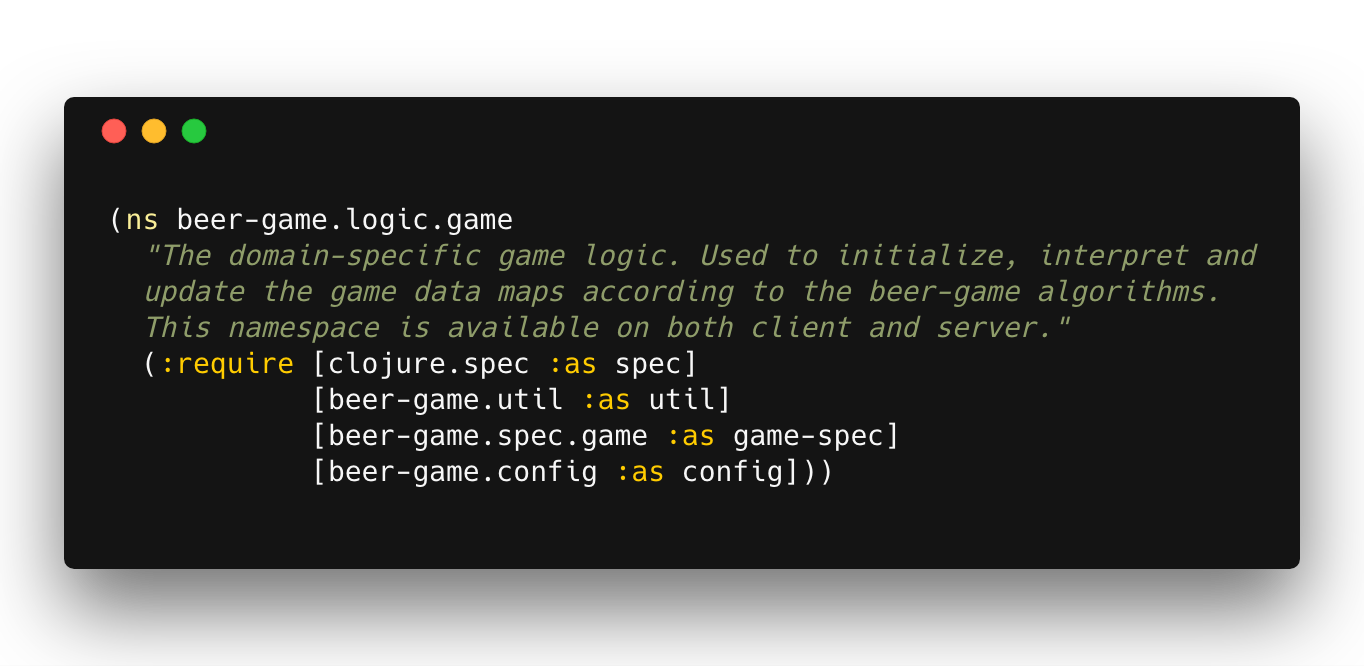 (ns beer-game.logic.game
  "The domain-specific game logic. Used to initialize, interpret and
  update the game data maps according to the beer-game algorithms.
  This namespace is available on both client and server."
  (:require [clojure.spec :as spec]
            [beer-game.util :as util]
            [beer-game.spec.game :as game-spec]
            [beer-game.config :as config]))